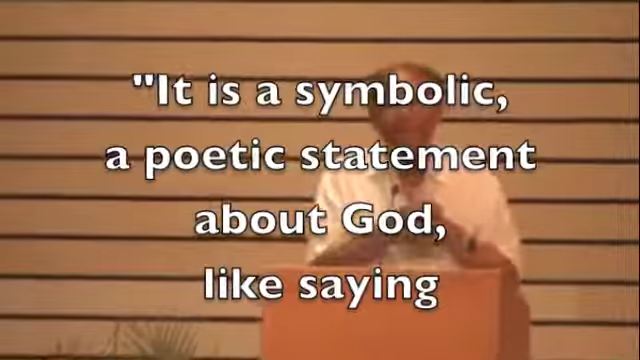 "It is a symbolic,
a poetic statement
about God,
like saying